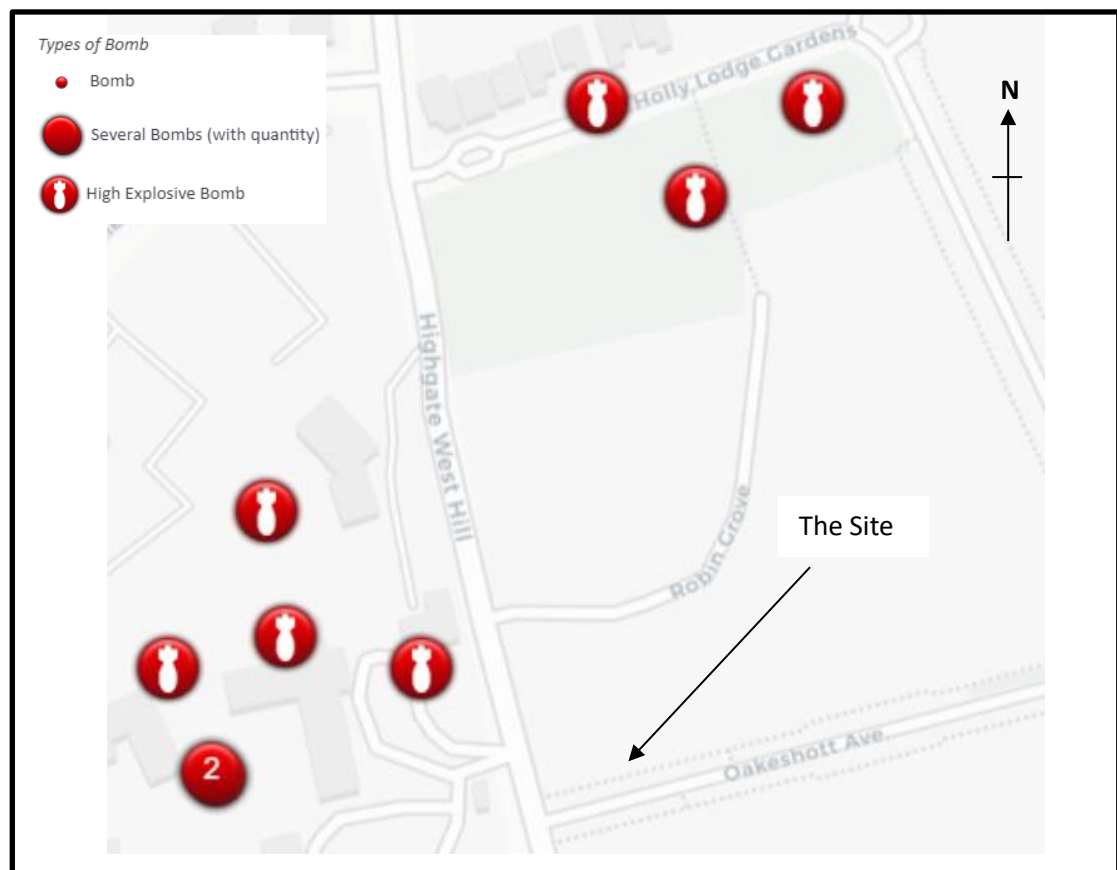 Types of Bomb
Bomb
Several Bombs (with quantity)
High Explosive Bomb
Holly Lodge Gardens
N
Highgate West Hill
The Site
Robin Grove
Oakeshott Ave
2